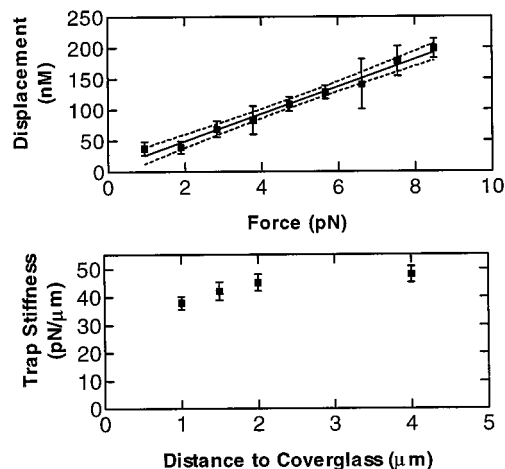 Displacement
(nM)
250
200
150
100
50
0
0 2 4 6 8 10
Force (pN)
Trap Stiffness
(pN/μm)
50
40
30
20
10
0
0 1 2 3 4 5
Distance to Coverglass (μm)